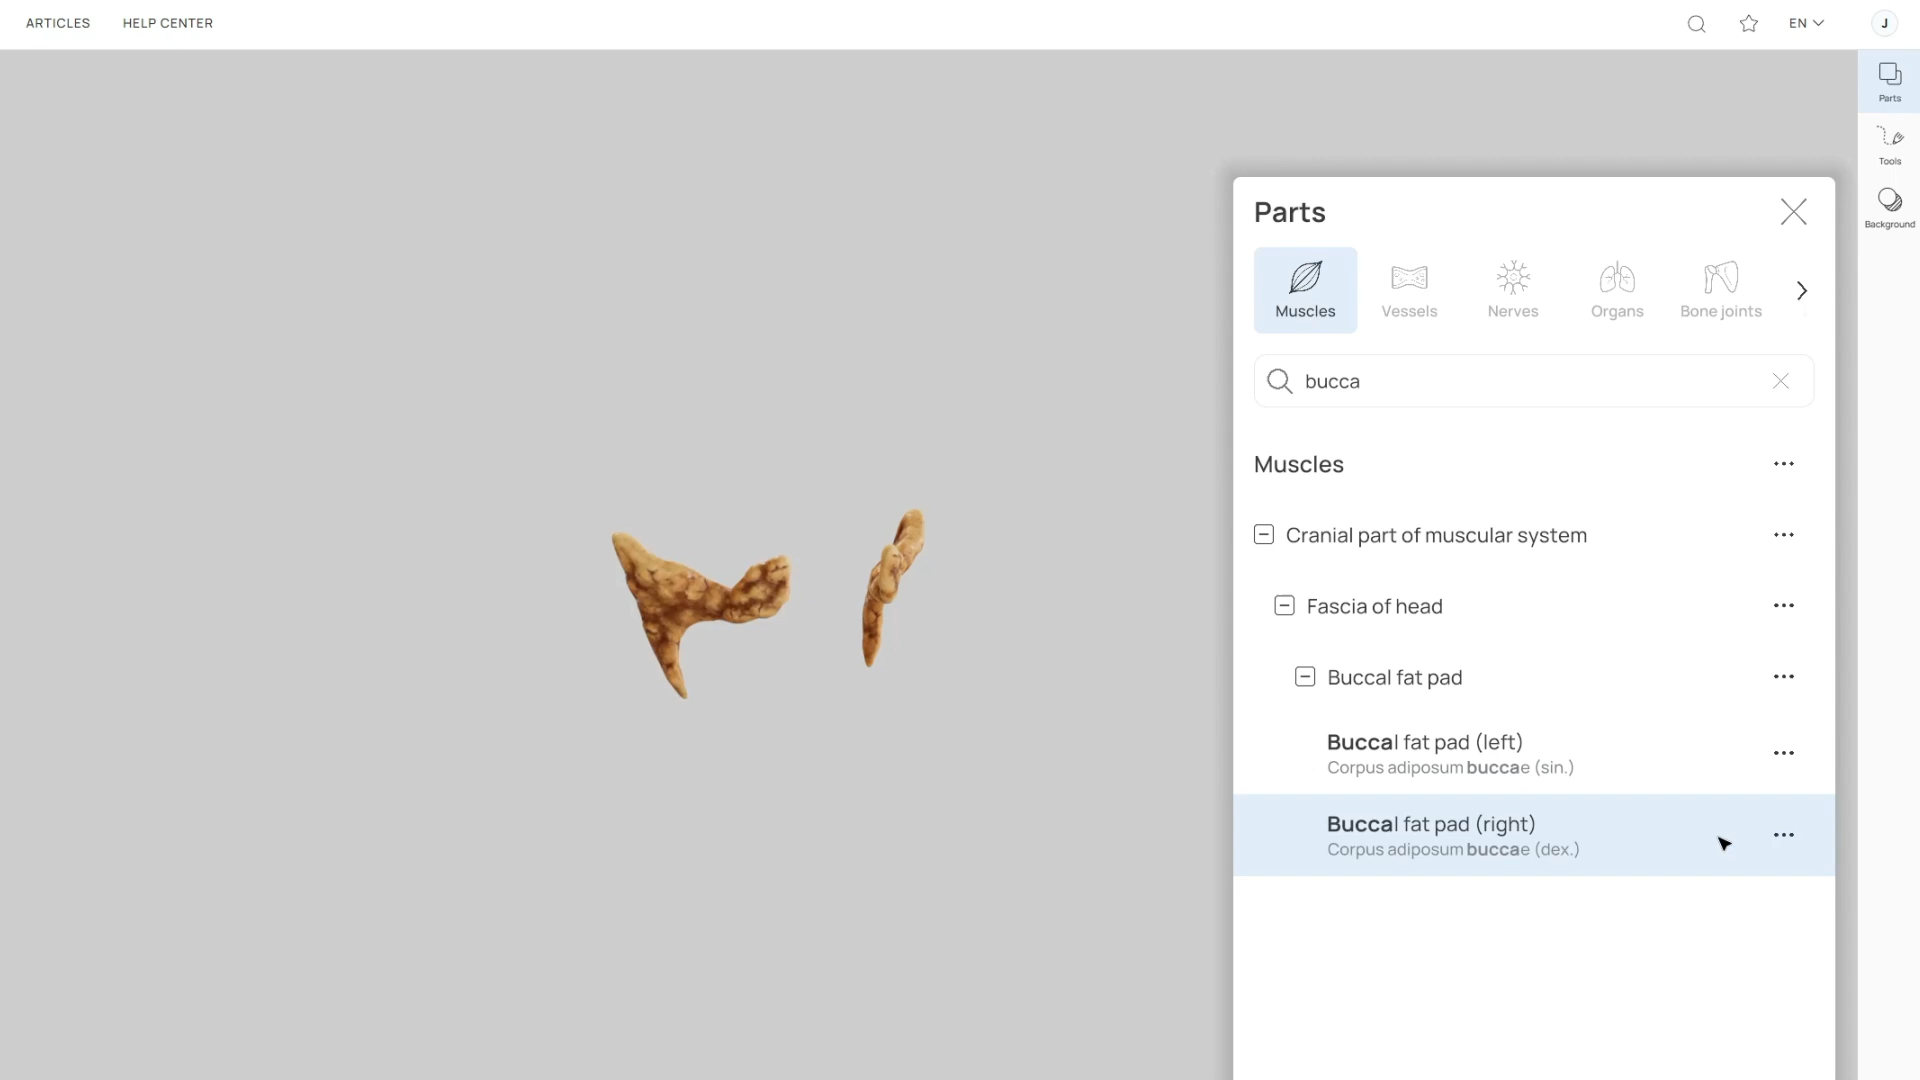 ARTICLES
HELP CENTER
EN
J
Parts
Tools
Background
Parts
Muscles
Vessels
Nerves
Organs
Bone joints
bucca
Muscles
Cranial part of muscular system
Fascia of head
Buccal fat pad
Buccal fat pad (left)
Corpus adiposum buccae (sin.)
Buccal fat pad (right)
Corpus adiposum buccae (dex.)